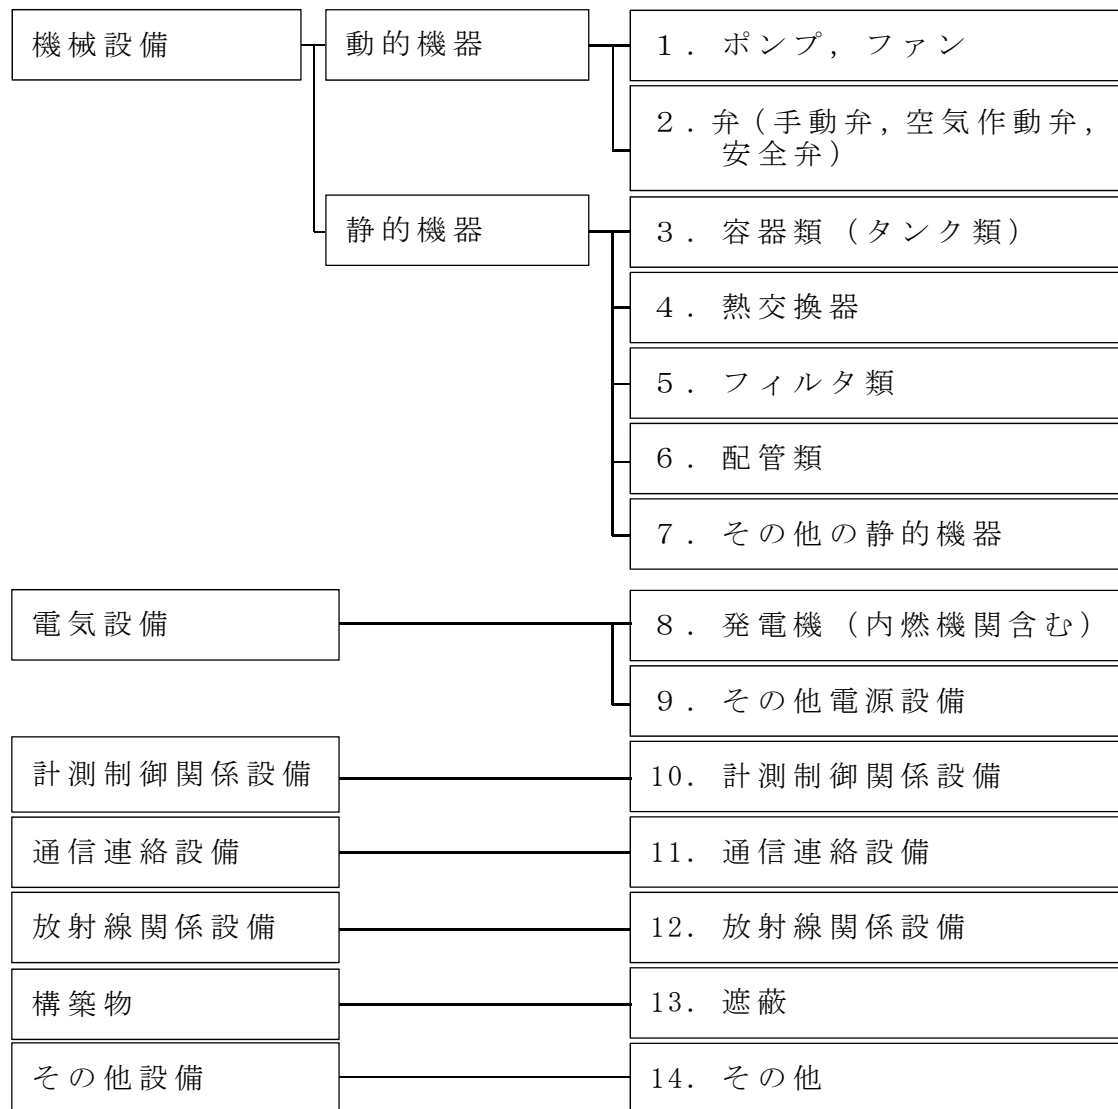 機械設備
動的機器
1. ポンプ, ファン
2. 弁(手動弁, 空気作動弁,
安全弁)
静的機器
3. 容器類(タンク類)
4. 熱交換器
5. フィルタ類
6. 配管類
7. その他の静的機器
電気設備
8. 発電機(内燃機関含む)
9. その他電源設備
計測制御関係設備
10. 計測制御関係設備
通信連絡設備
11. 通信連絡設備
放射線関係設備
12. 放射線関係設備
構築物
13. 遮蔽
その他設備
14. その他